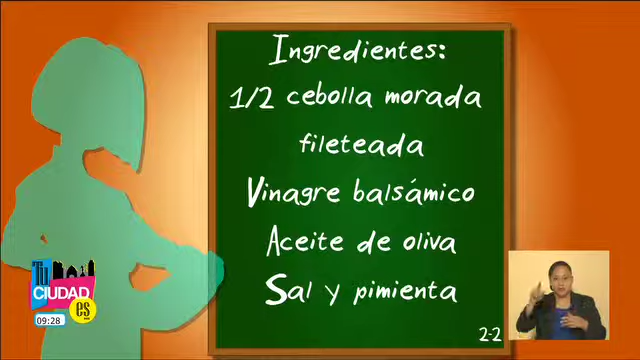 Ingredientes:
1/2 cebolla morada
fileteada
Vinagre balsámico
Aceite de oliva
Sal y pimienta
2-2
Tu
CIUDAD
es
09:28